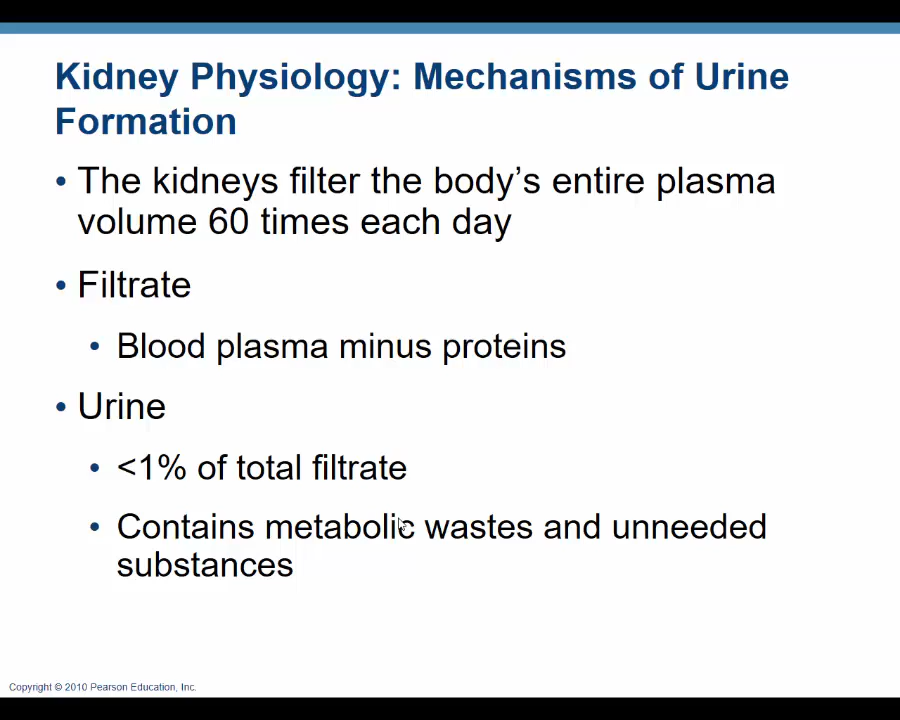 Kidney Physiology: Mechanisms of Urine
Formation
• The kidneys filter the body’s entire plasma
volume 60 times each day
• Filtrate
• Blood plasma minus proteins
• Urine
• <1% of total filtrate
• Contains metabolic wastes and unneeded
substances
Copyright © 2010 Pearson Education, Inc.